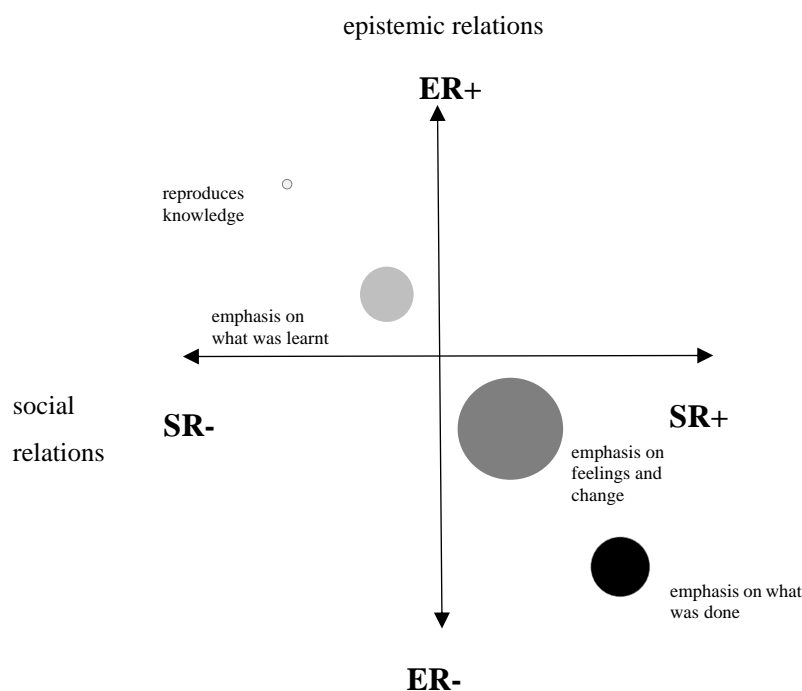 epistemic relations
ER+
reproduces
knowledge
emphasis on
what was learnt
social
relations
SR-
SR+
emphasis on
feelings and
change
emphasis on what
was done
ER-